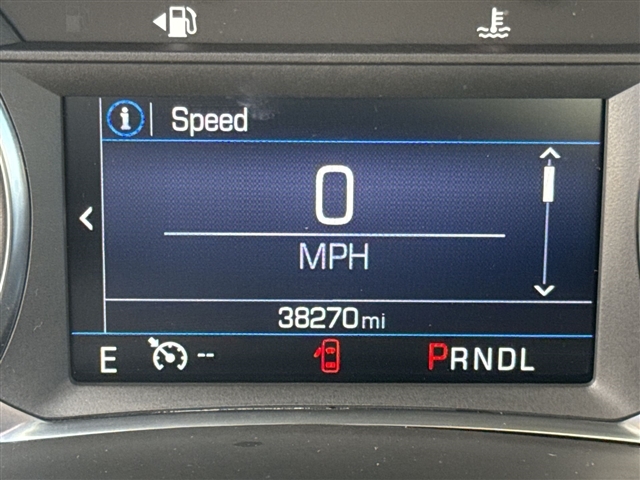 i Speed
0
MPH
38270 mi
E -- PRNDL